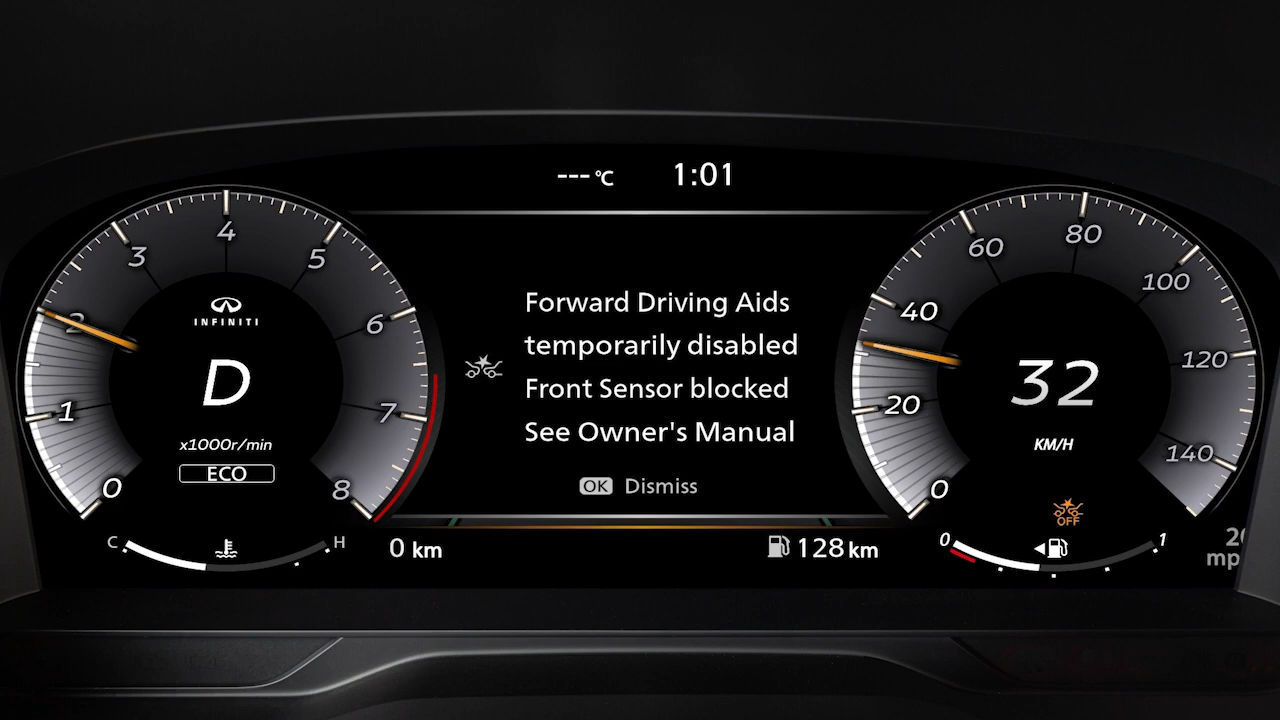 ---°C 1:01
4
3
5
2
6
INFINITI
D
1
7
x1000r/min
ECO
0
8
C
H
Forward Driving Aids
temporarily disabled
Front Sensor blocked
See Owner's Manual
OK Dismiss
0 km
128 km
80
60
100
40
120
32
20
KM/H
140
0
OFF
0
1